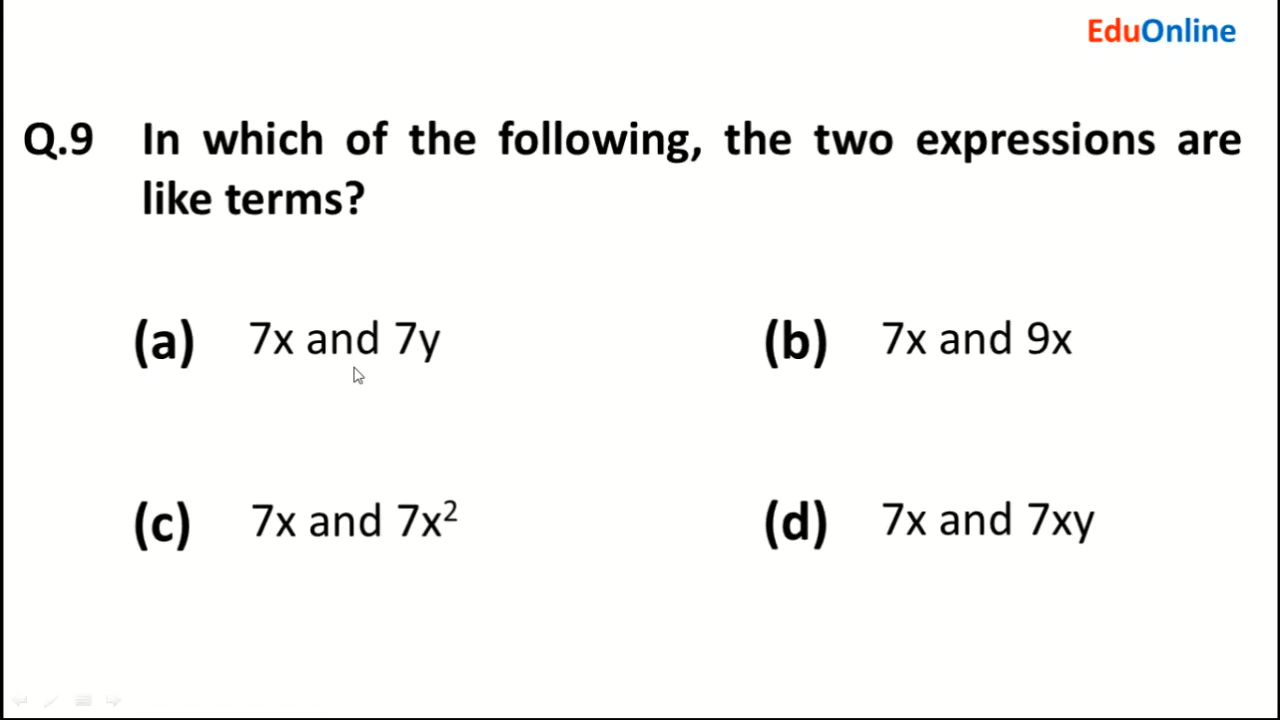 EduOnline
Q.9 In which of the following, the two expressions are
like terms?
(a) 7x and 7y (b) 7x and 9x
(c) 7x and 7x² (d) 7x and 7xy